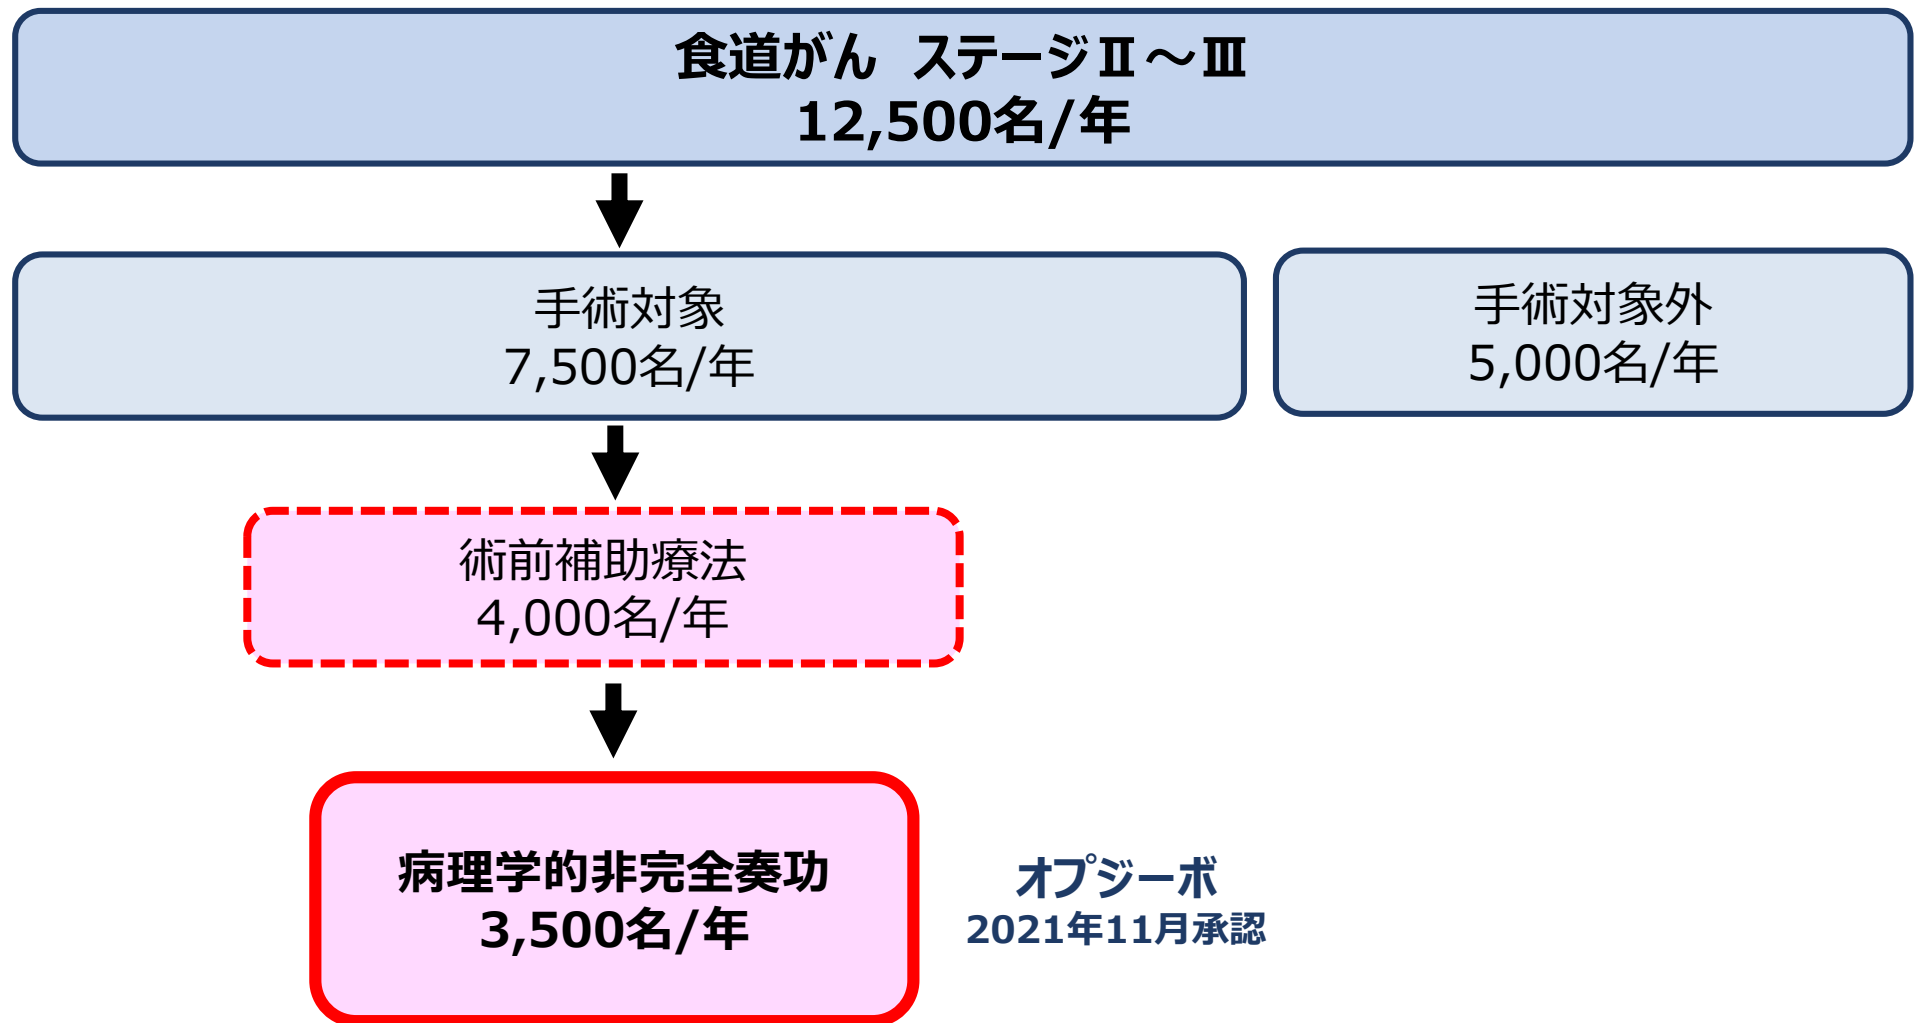 食道がん ステージⅡ～Ⅲ
12,500名/年
手術対象
7,500名/年
手術対象外
5,000名/年
術前補助療法
4,000名/年
病理学的非完全奏功
3,500名/年
オプジーボ
2021年11月承認